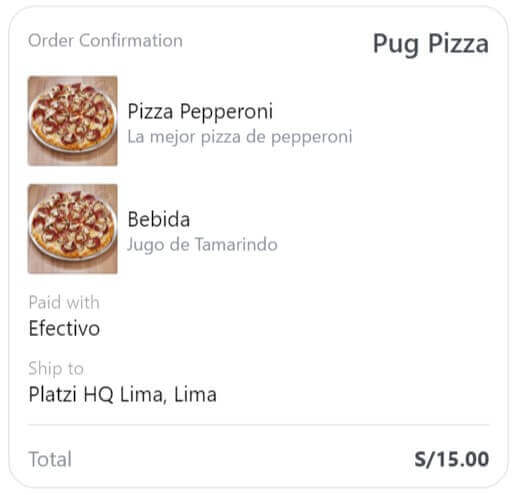 Order Confirmation
Pug Pizza
Pizza Pepperoni
La mejor pizza de pepperoni
Bebida
Jugo de Tamarindo
Paid with
Efectivo
Ship to
Platzi HQ Lima, Lima
Total
S/15.00